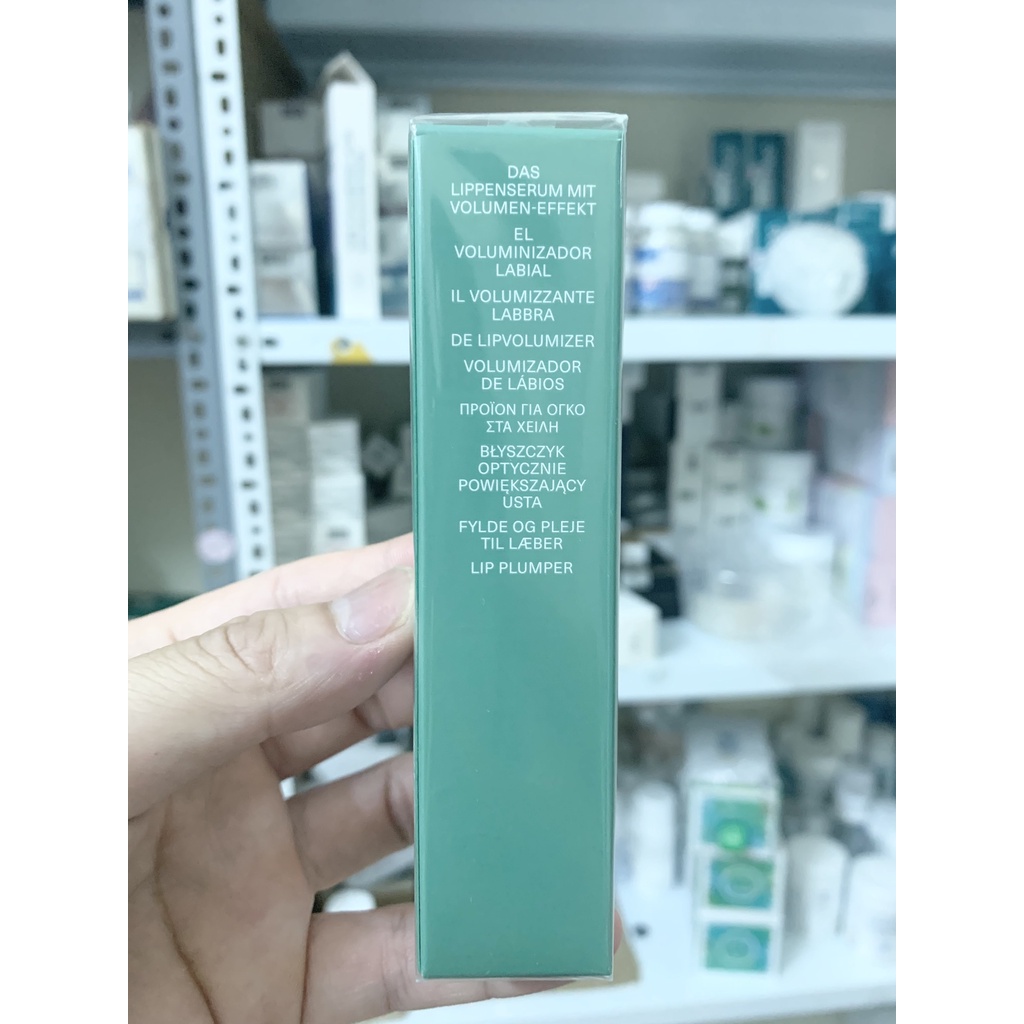 DAS
LIPPENSERUM MIT
VOLUMEN-EFFEKT
EL
VOLUMINIZADOR
LABIAL
IL VOLUMIZZANTE
LABBRA
DE LIPVOLUMIZER
VOLUMIZADOR
DE LÁBIOS
ΠΡΟΪΟΝ ΓΙΑ ΟΓΚΟ
ΣΤΑ ΧΕΙΛΗ
BŁYSZCZYK
OPTYCZNIE
POWIĘKSZAJĄCY
USTA
FYLDE OG PLEJE
TIL LÆBER
LIP PLUMPER